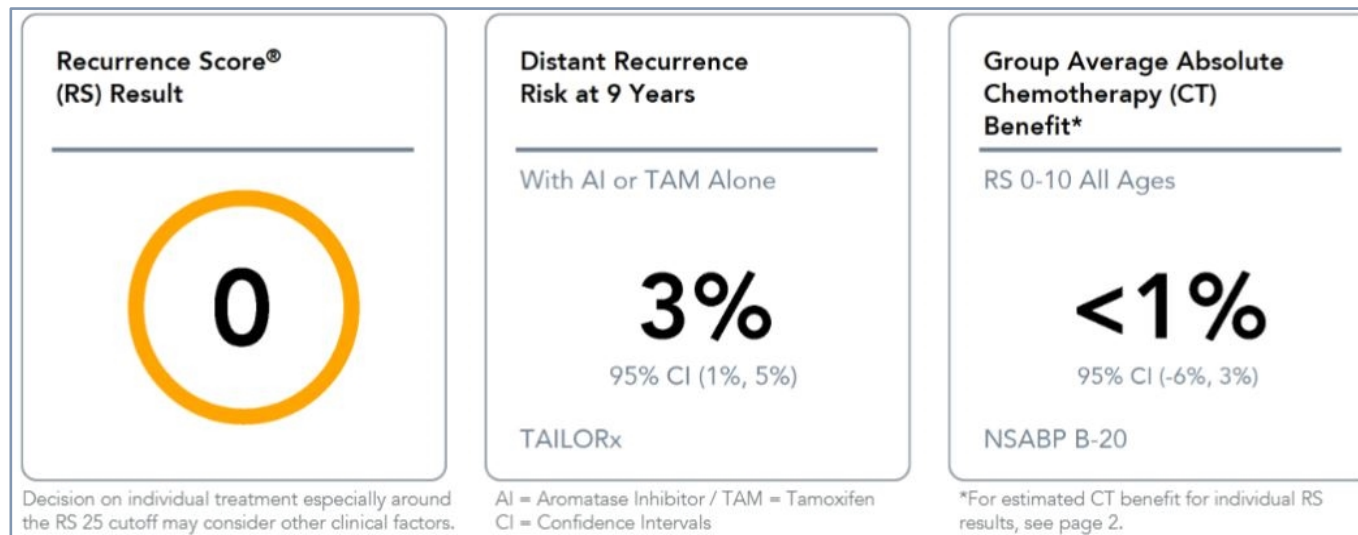 Recurrence Score®
(RS) Result
0
Decision on individual treatment especially around
the RS 25 cutoff may consider other clinical factors.
Distant Recurrence
Risk at 9 Years
With AI or TAM Alone
3%
95% CI (1%, 5%)
TAILORx
AI = Aromatase Inhibitor / TAM = Tamoxifen
CI = Confidence Intervals
Group Average Absolute
Chemotherapy (CT)
Benefit*
RS 0-10 All Ages
<1%
95% CI (-6%, 3%)
NSABP B-20
*For estimated CT benefit for individual RS
results, see page 2.